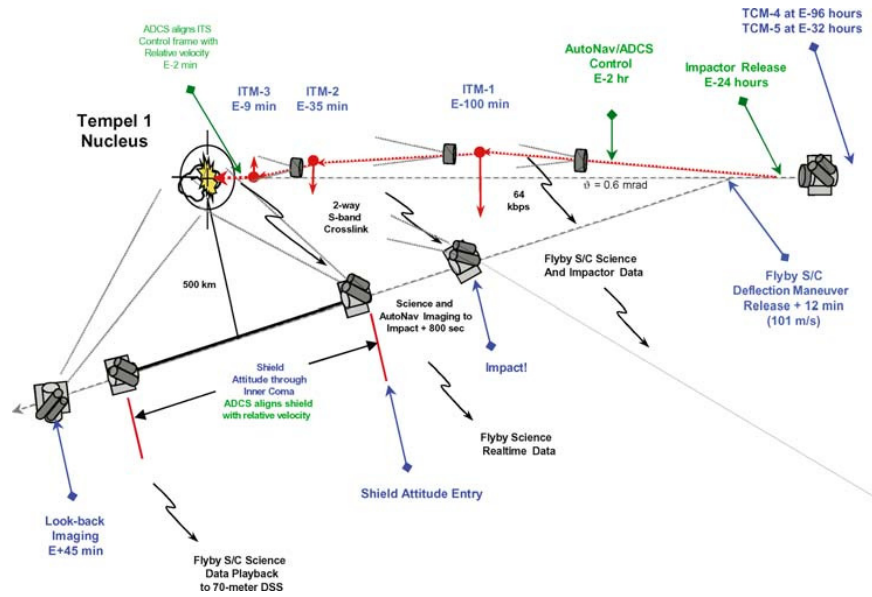 ADCS aligns ITS
Control frame with
Relative velocity
E-2 min
ITM-3
E-9 min
ITM-2
E-35 min
ITM-1
E-100 min
AutoNav/ADCS
Control
E-2 hr
Impactor Release
E-24 hours
TCM-4 at E-96 hours
TCM-5 at E-32 hours
Tempel 1
Nucleus
ϑ = 0.6 mrad
64
kbps
2-way
S-band
Crosslink
500 km
Science and
AutoNav Imaging to
Impact + 800 sec
Flyby S/C Science
And Impactor Data
Flyby S/C
Deflection Maneuver
Release + 12 min
(101 m/s)
Impact!
Shield
Attitude through
Inner Coma
ADCS aligns shield
with relative velocity
Flyby Science
Realtime Data
Shield Attitude Entry
Look-back
Imaging
E+45 min
Flyby S/C Science
Data Playback
to 70-meter DSS